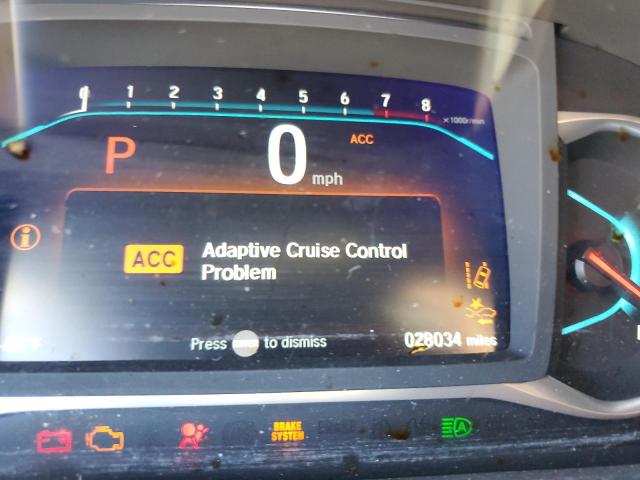 0 1 2 3 4 5 6 7 8
×1000r/min
P 0 mph ACC
ACC Adaptive Cruise Control
Problem
Press ENTER to dismiss
028034 miles
BRAKE
SYSTEM
A